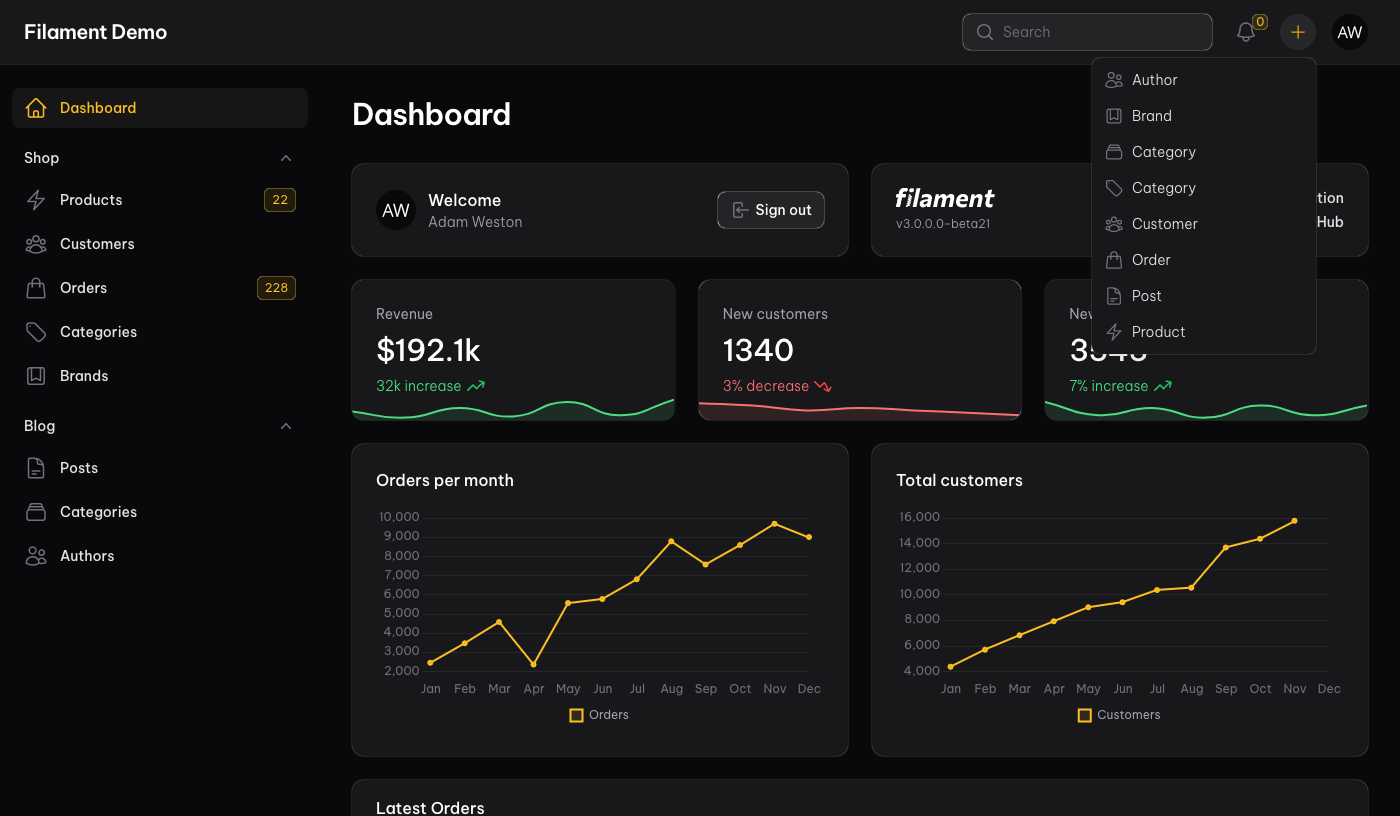 Filament Demo
Search
0
AW
Author
Brand
Category
Category
Customer
Order
Post
Product
Dashboard
Shop
Products 22
Customers
Orders 228
Categories
Brands
Blog
Posts
Categories
Authors
Dashboard
AW
Welcome
Adam Weston
Sign out
filament
v3.0.0.0-beta21
Hub
Revenue
$192.1k
32k increase
New customers
1340
3% decrease
7% increase
Orders per month
10,000
9,000
8,000
7,000
6,000
5,000
4,000
3,000
2,000
Jan Feb Mar Apr May Jun Jul Aug Sep Oct Nov Dec
Orders
Total customers
16,000
14,000
12,000
10,000
8,000
6,000
4,000
Jan Feb Mar Apr May Jun Jul Aug Sep Oct Nov Dec
Customers
Latest Orders